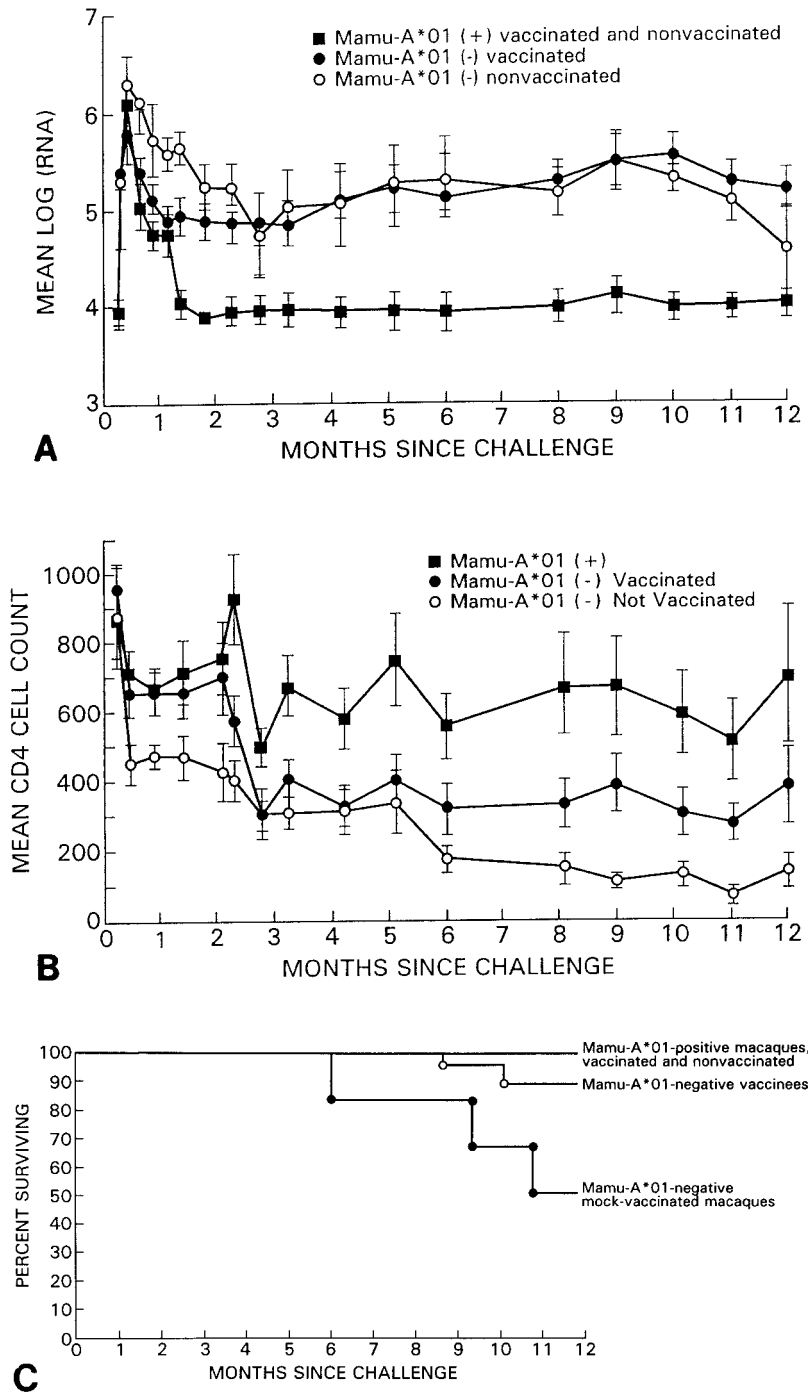 7
6
5
4
3
MEAN LOG (RNA)
■ Mamu-A*01 (+) vaccinated and nonvaccinated
● Mamu-A*01 (-) vaccinated
○ Mamu-A*01 (-) nonvaccinated
0 1 2 3 4 5 6 7 8 9 10 11 12
MONTHS SINCE CHALLENGE
A
1000
800
600
400
200
0
MEAN CD4 CELL COUNT
■ Mamu-A*01 (+)
● Mamu-A*01 (-) Vaccinated
○ Mamu-A*01 (-) Not Vaccinated
0 1 2 3 4 5 6 7 8 9 10 11 12
MONTHS SINCE CHALLENGE
B
100
90
80
70
60
50
40
30
20
10
0
PERCENT SURVIVING
Mamu-A*01-positive macaques,
vaccinated and nonvaccinated
Mamu-A*01-negative vaccinees
Mamu-A*01-negative
mock-vaccinated macaques
0 1 2 3 4 5 6 7 8 9 10 11 12
MONTHS SINCE CHALLENGE
C